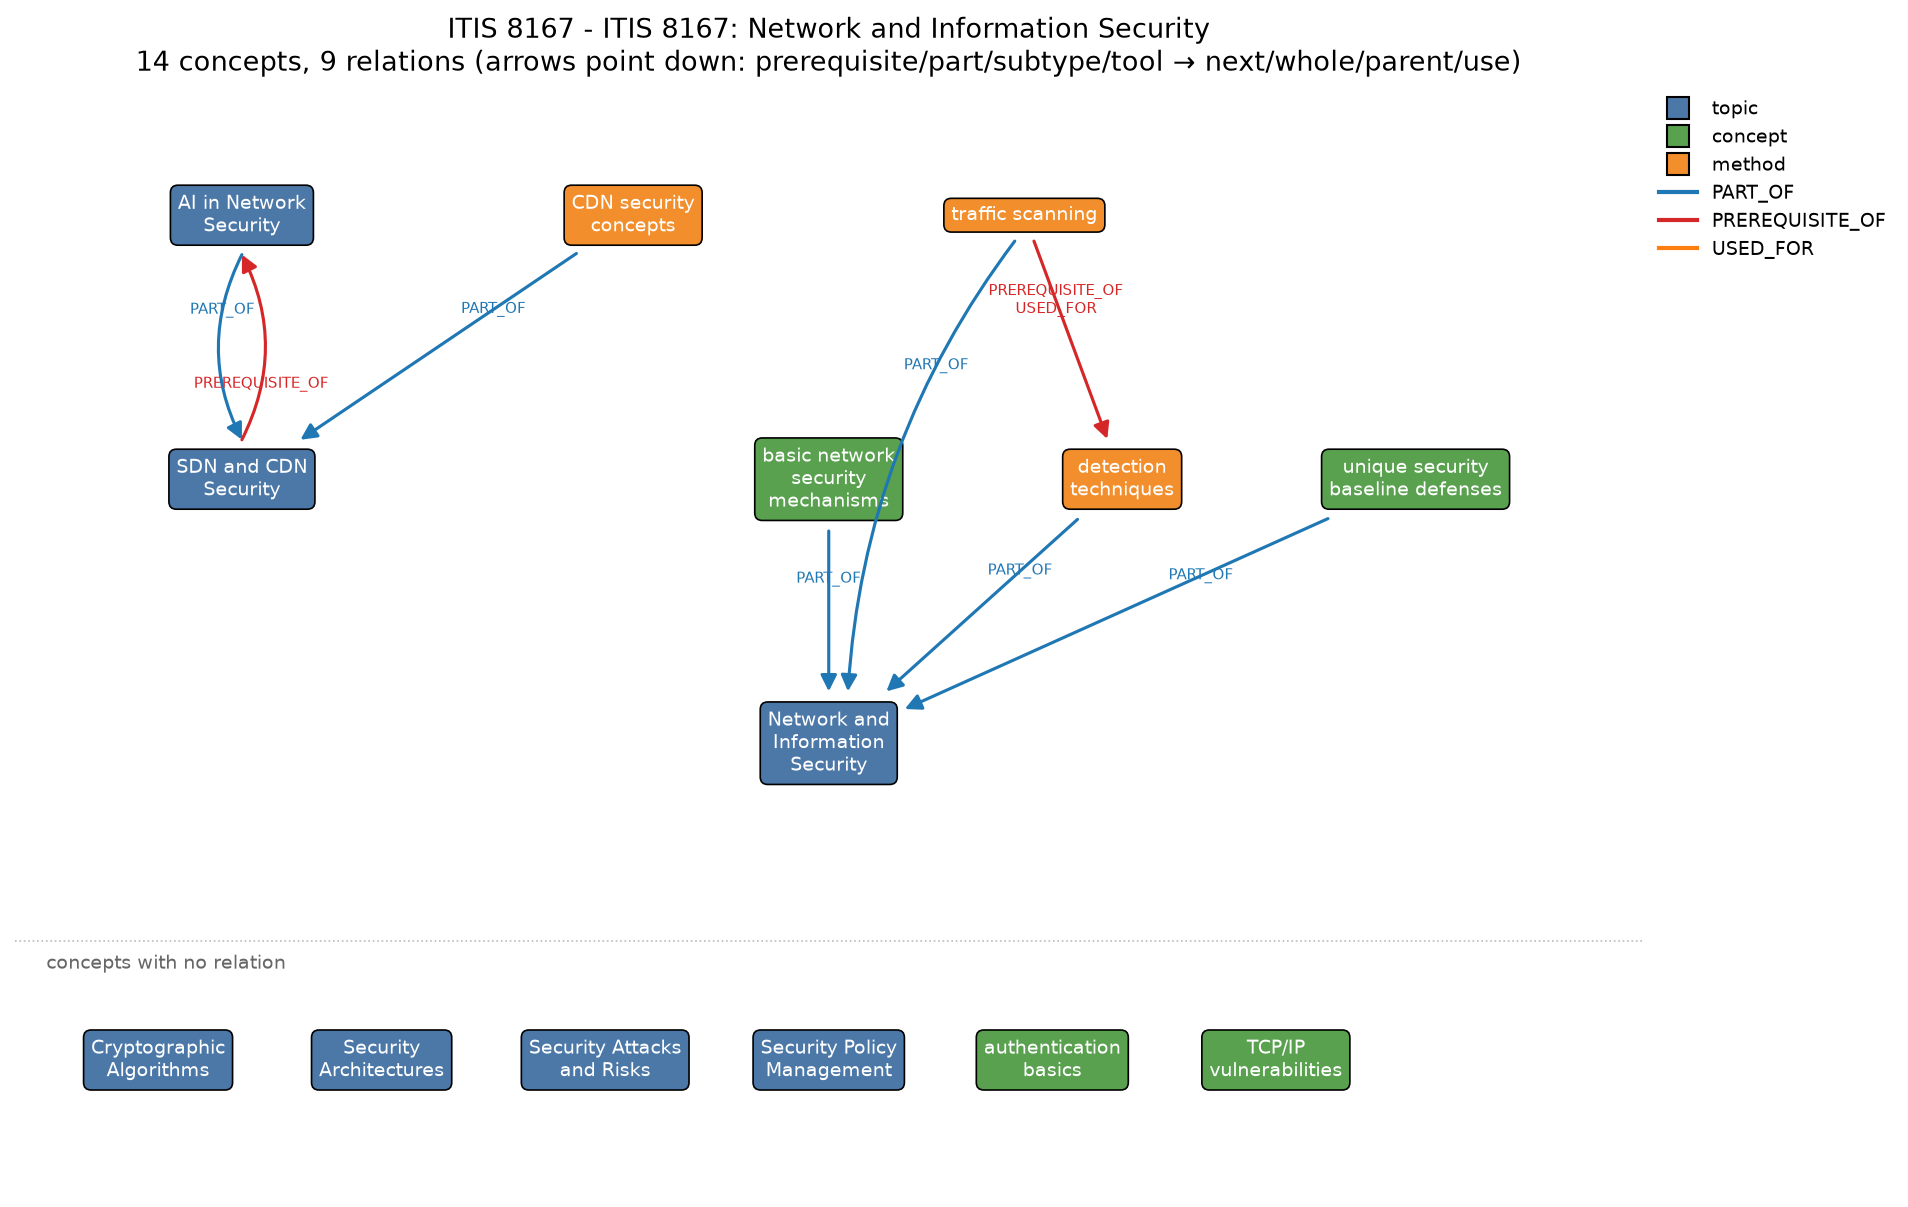 ITIS 8167 - ITIS 8167: Network and Information Security
14 concepts, 9 relations (arrows point down: prerequisite/part/subtype/tool → next/whole/parent/use)
topic
concept
method
PART_OF
PREREQUISITE_OF
USED_FOR
AI in Network
Security
CDN security
concepts
traffic scanning
PART_OF
PART_OF
PREREQUISITE_OF
USED_FOR
PART_OF
PREREQUISITE_OF
SDN and CDN
Security
basic network
security
mechanisms
detection
techniques
unique security
baseline defenses
PART_OF
PART_OF
PART_OF
Network and
Information
Security
concepts with no relation
Cryptographic
Algorithms
Security
Architectures
Security Attacks
and Risks
Security Policy
Management
authentication
basics
TCP/IP
vulnerabilities